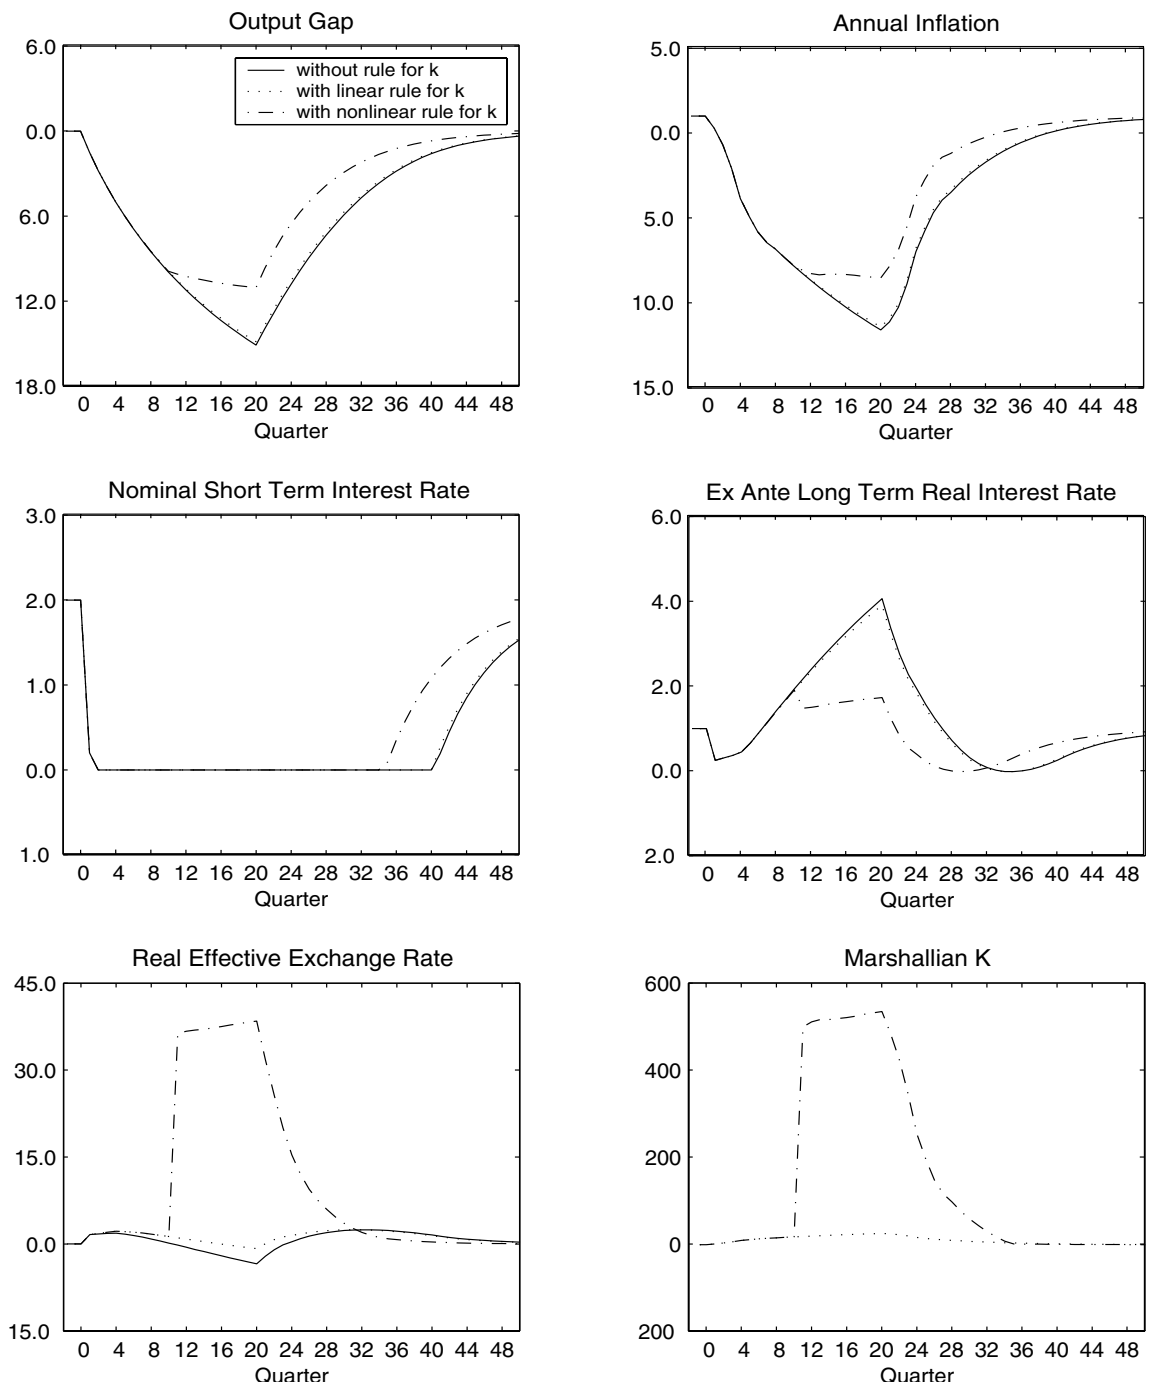 Output Gap
6.0
0.0
6.0
12.0
18.0
without rule for k
with linear rule for k
with nonlinear rule for k
0 4 8 12 16 20 24 28 32 36 40 44 48
Quarter
Annual Inflation
5.0
0.0
5.0
10.0
15.0
0 4 8 12 16 20 24 28 32 36 40 44 48
Quarter
Nominal Short Term Interest Rate
3.0
2.0
1.0
0.0
1.0
0 4 8 12 16 20 24 28 32 36 40 44 48
Quarter
Ex Ante Long Term Real Interest Rate
6.0
4.0
2.0
0.0
2.0
0 4 8 12 16 20 24 28 32 36 40 44 48
Quarter
Real Effective Exchange Rate
45.0
30.0
15.0
0.0
15.0
0 4 8 12 16 20 24 28 32 36 40 44 48
Quarter
Marshallian K
600
400
200
0
200
0 4 8 12 16 20 24 28 32 36 40 44 48
Quarter